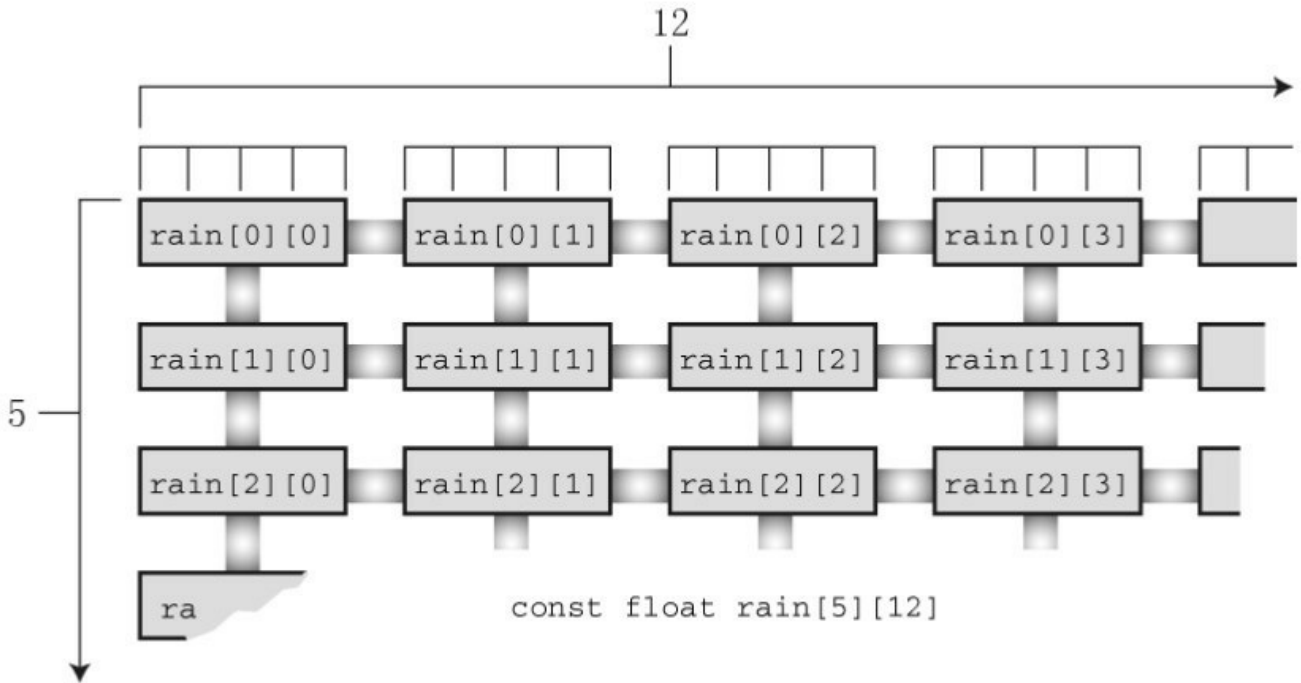 12
rain[0][0] rain[0][1] rain[0][2] rain[0][3]
rain[1][0] rain[1][1] rain[1][2] rain[1][3]
5
rain[2][0] rain[2][1] rain[2][2] rain[2][3]
ra const float rain[5][12]